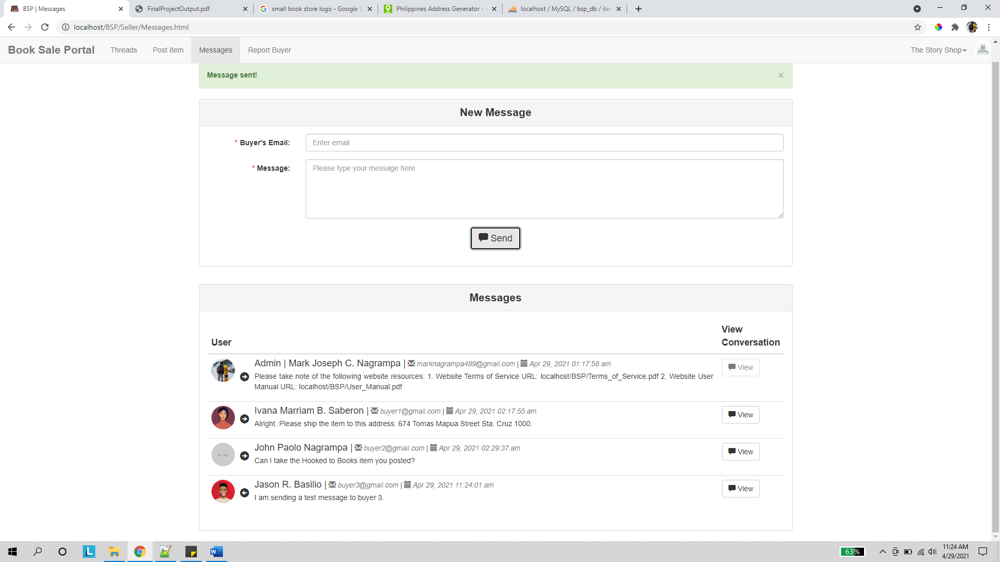 BSP | Messages
FinalProjectOutput.pdf
small book store logo - Google S
Philippines Address Generator - F
localhost / MySQL / bsp_db / ite
localhost/BSP/Seller/Messages.html
Book Sale Portal Threads Post Item Messages Report Buyer The Story Shop
Message sent! ×
New Message
* Buyer's Email: Enter email
* Message: Please type your message here.
Send
Messages
User View Conversation
Admin | Mark Joseph C. Nagrampa | marknagrampa489@gmail.com | Apr 29, 2021 01:17:58 am
View
Please take note of the following website resources: 1. Website Terms of Service URL: localhost/BSP/Terms_of_Service.pdf 2. Website User
Manual URL: localhost/BSP/User_Manual.pdf
Ivana Marriam B. Saberon | buyer1@gmail.com | Apr 29, 2021 02:17:55 am
View
Alright. Please ship the item to this address: 674 Tomas Mapua Street Sta. Cruz 1000.
John Paolo Nagrampa | buyer2@gmail.com | Apr 29, 2021 02:29:37 am
View
Can I take the Hooked to Books item you posted?
Jason R. Basilio | buyer3@gmail.com | Apr 29, 2021 11:24:01 am
View
I am sending a test message to buyer 3.
63%
11:24 AM
4/29/2021